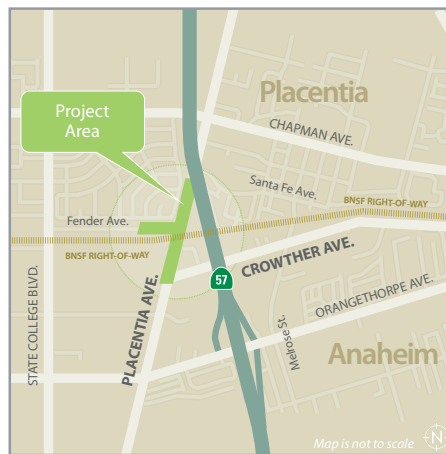 Placentia
Project
Area
CHAPMAN AVE.
Santa Fe Ave.
BNSF RIGHT-OF-WAY
Fender Ave.
BNSF RIGHT-OF-WAY
CROWTHER AVE.
57
STATE COLLEGE BLVD.
PLACENTIA AVE.
ORANGETHORPE AVE.
Melrose St.
Anaheim
Map is not to scale
N